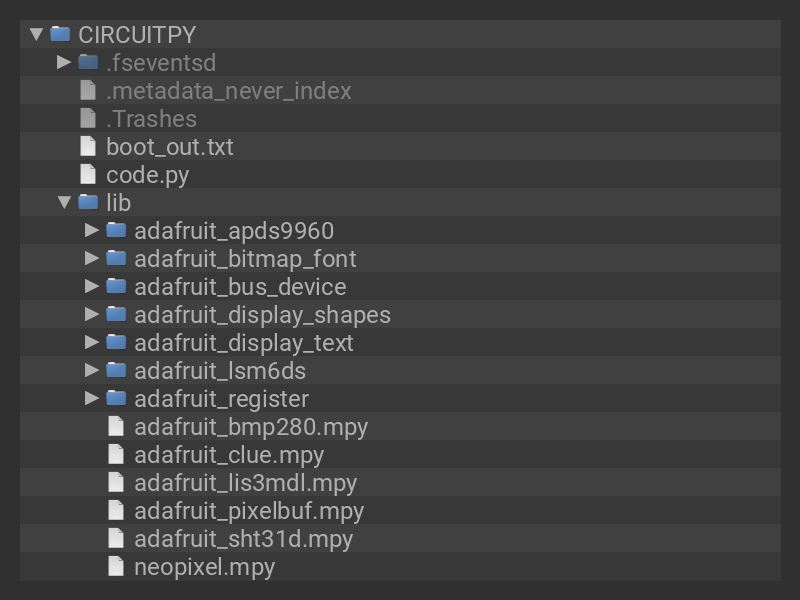 CIRCUITPY
.fseventsd
.metadata_never_index
.Trashes
boot_out.txt
code.py
lib
adafruit_apds9960
adafruit_bitmap_font
adafruit_bus_device
adafruit_display_shapes
adafruit_display_text
adafruit_lsm6ds
adafruit_register
adafruit_bmp280.mpy
adafruit_clue.mpy
adafruit_lis3mdl.mpy
adafruit_pixelbuf.mpy
adafruit_sht31d.mpy
neopixel.mpy